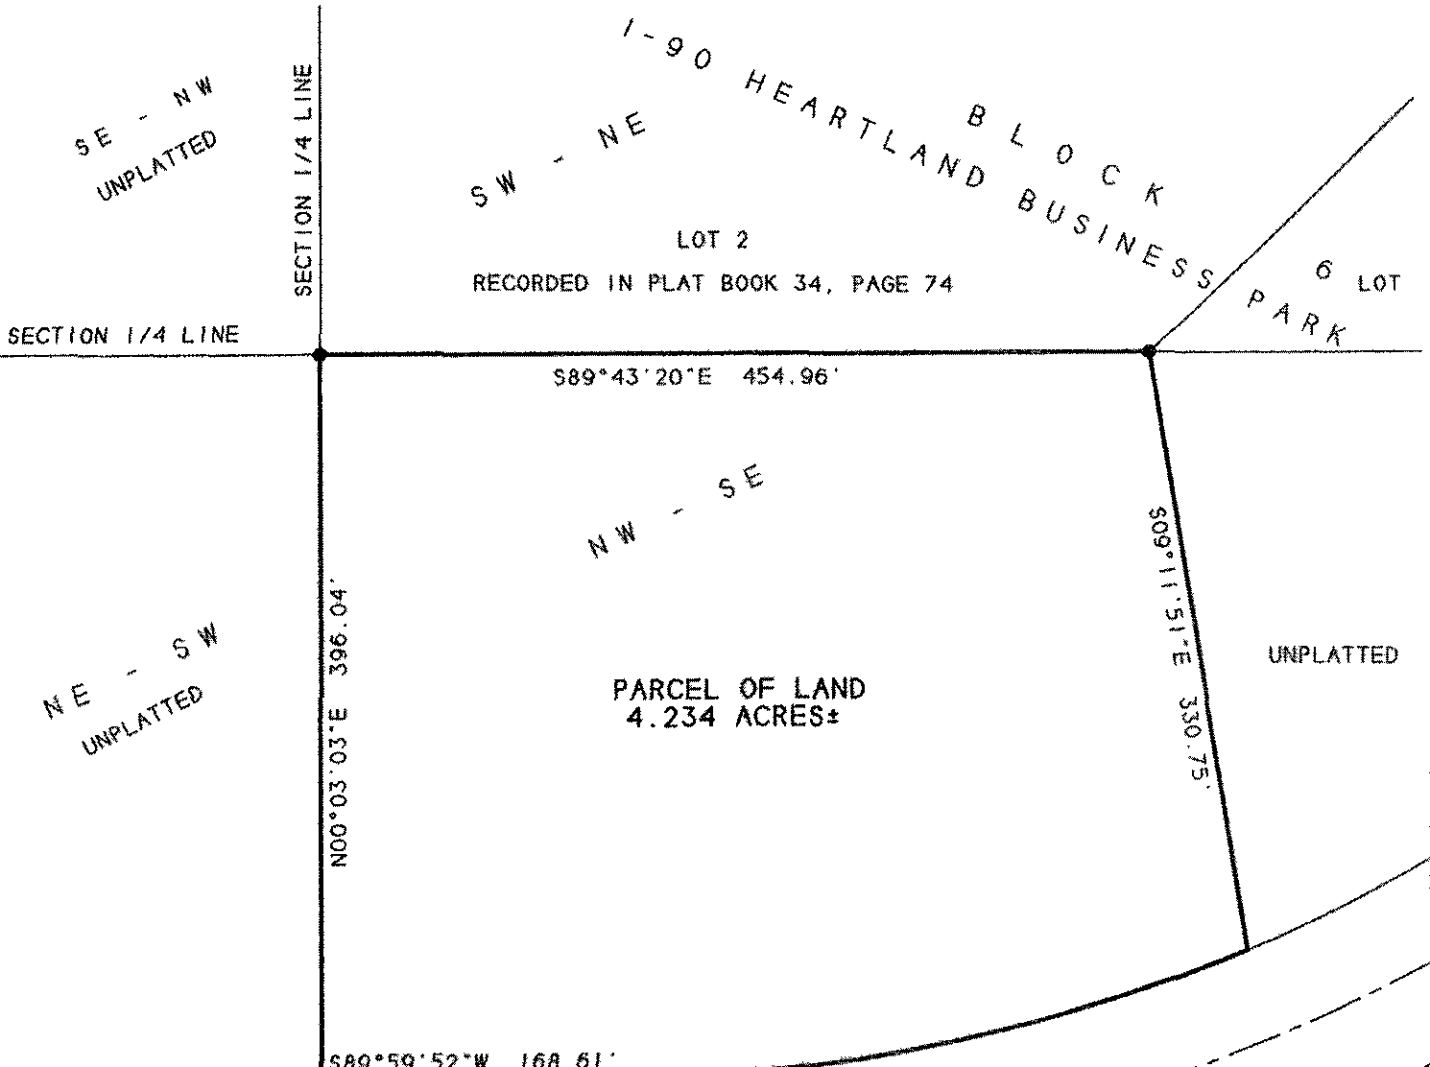 I-90 HEARTLAND BUSINESS PARK
BLOCK 6
SE - NW
UNPLATTED
SECTION 1/4 LINE
SW - NE
LOT 2
RECORDED IN PLAT BOOK 34, PAGE 74
LOT
SECTION 1/4 LINE
S89°43'20"E 454.96'
NW - SE
S09°11'51"E 330.75'
N00°03'03"E 396.04'
NE - SW
UNPLATTED
UNPLATTED
PARCEL OF LAND
4.234 ACRES±
S89°59'52"W 168.61'